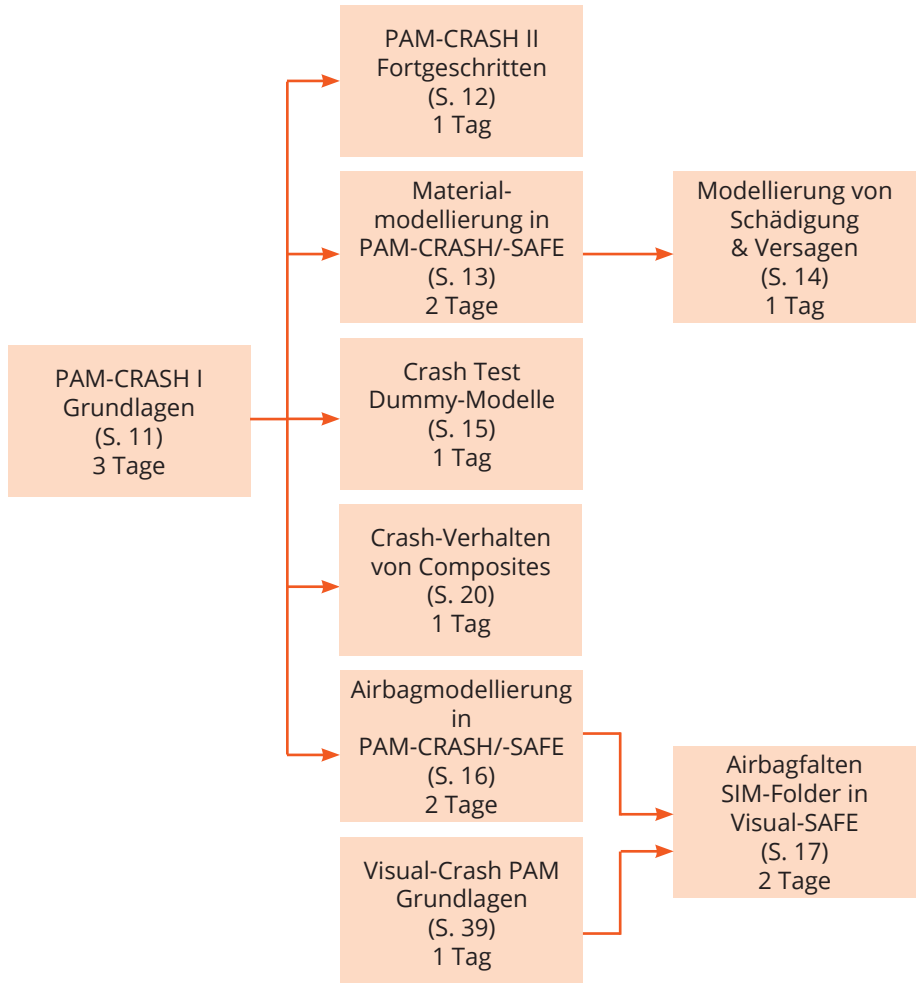 PAM-CRASH II
Fortgeschritten
(S. 12)
1 Tag
Material-
modellierung in
PAM-CRASH/-SAFE
(S. 13)
2 Tage
Modellierung von
Schädigung
& Versagen
(S. 14)
1 Tag
PAM-CRASH I
Grundlagen
(S. 11)
3 Tage
Crash Test
Dummy-Modelle
(S. 15)
1 Tag
Crash-Verhalten
von Composites
(S. 20)
1 Tag
Airbagmodellierung
in
PAM-CRASH/-SAFE
(S. 16)
2 Tage
Airbagfalten
SIM-Folder in
Visual-SAFE
(S. 17)
2 Tage
Visual-Crash PAM
Grundlagen
(S. 39)
1 Tag